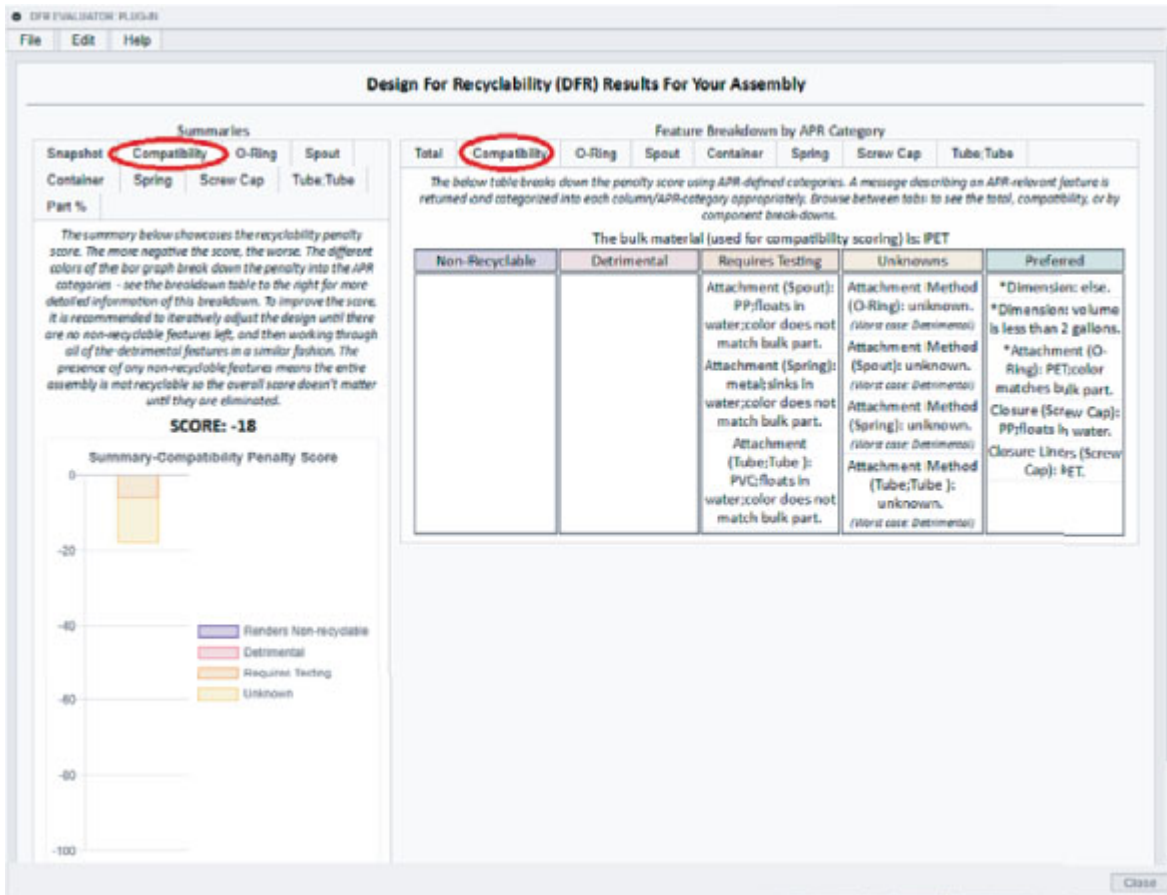 DFR EVALUATOR PLUG-IN
File Edit Help
Design For Recyclability (DFR) Results For Your Assembly
Summaries
Snapshot Compatibility O-Ring Spout
Container Spring Screw Cap Tube;Tube
Part %
The summary below showcases the recyclability penalty
score. The more negative the score, the worse. The different
colors of the bar graph break down the penalty into the APR
categories - see the breakdown table to the right for more
detailed information of this breakdown. To improve the score,
it is recommended to iteratively adjust the design until there
are no non-recyclable features left, and then working through
all of the detrimental features in a similar fashion. The
presence of any non-recyclable features means the entire
assembly is not recyclable so the overall score doesn't matter
until they are eliminated.
SCORE: -18
Summary-Compatibility Penalty Score
0
-20
-40
-60
-80
-100
Renders Non-recyclable
Detrimental
Requires Testing
Unknown
Feature Breakdown by APR Category
Total Compatibility O-Ring Spout Container Spring Screw Cap Tube;Tube
The below table breaks down the penalty score using APR-defined categories. A message describing an APR-relevant feature is
returned and categorized into each column/APR-category appropriately. Browse between tabs to see the total, compatibility, or by
component break-downs.
The bulk material (used for compatibility scoring) is: PET
Non-Recyclable Detrimental Requires Testing Unknowns Preferred
Attachment (Spout):
PP;floats in
water;color does not
match bulk part.
Attachment (Spring):
metal;sinks in
water;color does not
match bulk part.
Attachment
(Tube;Tube ):
PVC;floats in
water;color does not
match bulk part.
Attachment Method
(O-Ring): unknown.
(Worst case: Detrimental)
Attachment Method
(Spout): unknown.
(Worst case: Detrimental)
Attachment Method
(Spring): unknown.
(Worst case: Detrimental)
Attachment Method
(Tube;Tube ):
unknown.
(Worst case: Detrimental)
*Dimension: else.
*Dimension: volume
is less than 2 gallons.
*Attachment (O-
Ring): PET;color
matches bulk part.
Closure (Screw Cap):
PP;floats in water.
Closure Liners (Screw
Cap): PET.
Close